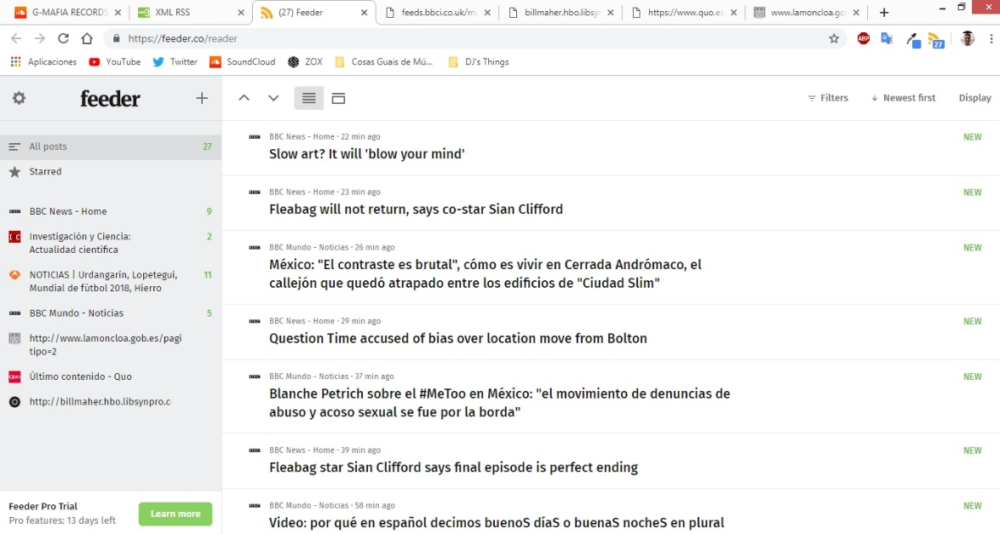 G-MAFIA RECORDS
XML RSS
(27) Feeder
feeds.bbci.co.uk/mu
billmaher.hbo.libsy
https://www.quo.es
www.lamoncloa.go
https://feeder.co/reader
ABP
27
Aplicaciones
YouTube
Twitter
SoundCloud
ZOX
Cosas Guais de Mú...
DJ's Things
feeder
Filters
Newest first
Display
All posts
27
Starred
BBC News - Home
9
Investigación y Ciencia:
Actualidad científica
2
NOTICIAS | Urdangarín, Lopetegui,
Mundial de fútbol 2018, Hierro
11
BBC Mundo - Noticias
5
http://www.lamoncloa.gob.es/pagi
tipo=2
Último contenido - Quo
http://billmaher.hbo.libsynpro.c
Feeder Pro Trial
Pro features: 13 days left
Learn more
BBC News - Home · 22 min ago
NEW
Slow art? It will 'blow your mind'
BBC News - Home · 23 min ago
NEW
Fleabag will not return, says co-star Sian Clifford
BBC Mundo - Noticias · 26 min ago
NEW
México: "El contraste es brutal", cómo es vivir en Cerrada Andrómaco, el
callejón que quedó atrapado entre los edificios de "Ciudad Slim"
BBC News - Home · 29 min ago
NEW
Question Time accused of bias over location move from Bolton
BBC Mundo - Noticias · 37 min ago
NEW
Blanche Petrich sobre el #MeToo en México: "el movimiento de denuncias de
abuso y acoso sexual se fue por la borda"
BBC News - Home · 39 min ago
NEW
Fleabag star Sian Clifford says final episode is perfect ending
BBC Mundo - Noticias · 58 min ago
NEW
Video: por qué en español decimos buenoS díaS o buenaS nocheS en plural